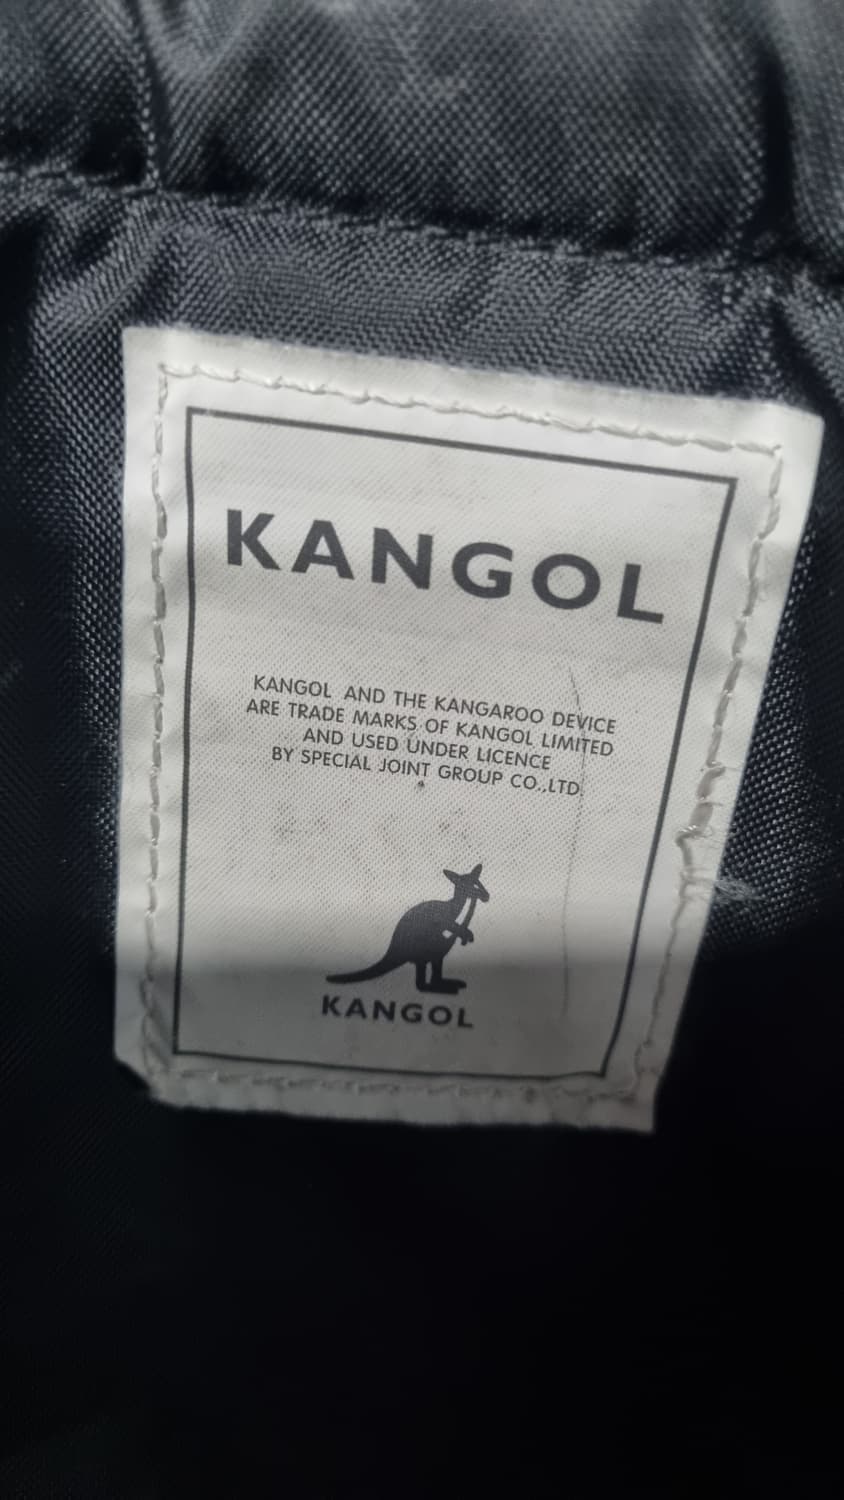 KANGOL
KANGOL AND THE KANGAROO DEVICE
ARE TRADE MARKS OF KANGOL LIMITED
AND USED UNDER LICENCE
BY SPECIAL JOINT GROUP CO.,LTD
KANGOL